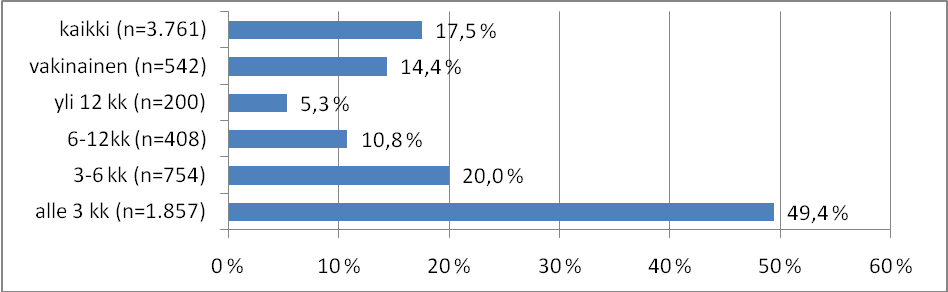 kaikki (n=3.761) 17,5 %
vakinainen (n=542) 14,4 %
yli 12 kk (n=200) 5,3 %
6-12kk (n=408) 10,8 %
3-6 kk (n=754) 20,0 %
alle 3 kk (n=1.857) 49,4 %
0 % 10 % 20 % 30 % 40 % 50 % 60 %